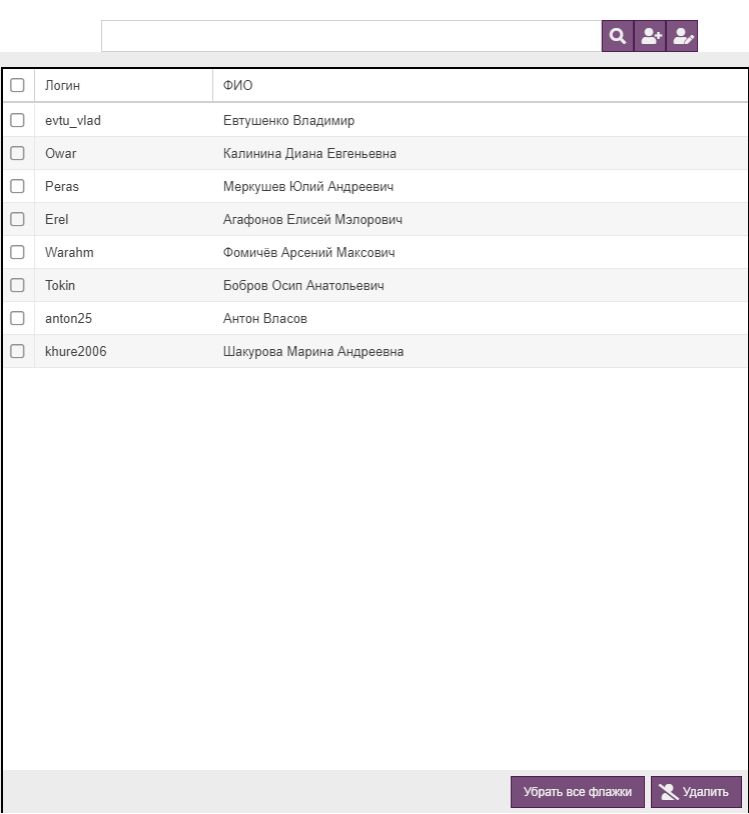 Логин ФИО
evtu_vlad Евтушенко Владимир
Owar Калинина Диана Евгеньевна
Peras Меркушев Юлий Андреевич
Erel Агафонов Елисей Мэлорович
Warahm Фомичёв Арсений Максович
Tokin Бобров Осип Анатольевич
anton25 Антон Власов
khure2006 Шакурова Марина Андреевна
Убрать все флажки Удалить